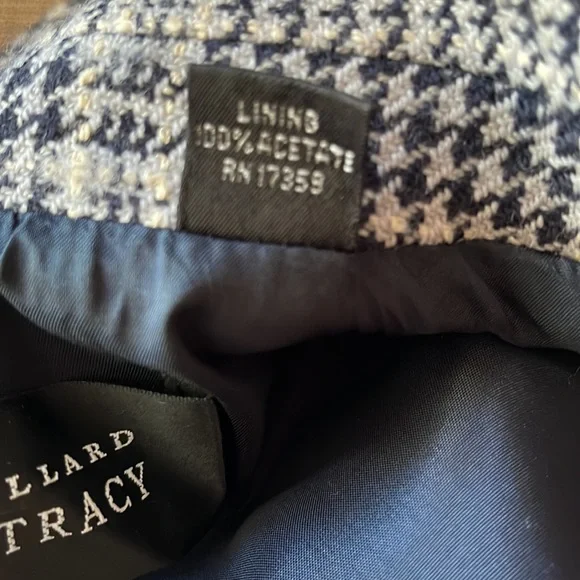 LINING
100% ACETATE
RN 17359
LLARD
TRACY